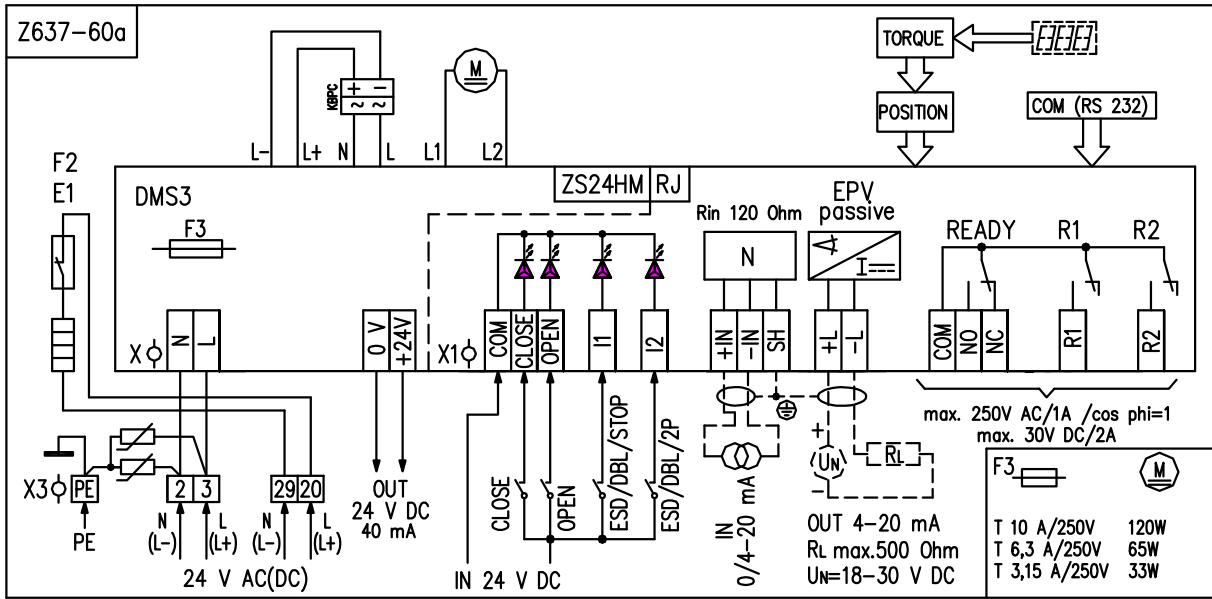 Z637-60a
TORQUE
8888
POSITION
COM (RS 232)
KBPC
+ -
~ ~
M
L- L+ N L L1 L2
F2
E1
DMS3
F3
ZS24HM RJ
Rin 120 Ohm
N
EPV
passive
I
READY R1 R2
X
N
L
0 V
+24V
X1
COM
CLOSE
OPEN
I1
I2
+IN
-IN
SH
+L
-L
COM
NO
NC
R1
R2
max. 250V AC/1A /cos phi=1
max. 30V DC/2A
X3
PE
2 3
29 20
PE
N
(L-)
L
(L+)
N
(L-)
L
(L+)
24 V AC(DC)
OUT
24 V DC
40 mA
CLOSE
OPEN
ESD/DBL/STOP
ESD/DBL/2P
IN 24 V DC
IN
0/4-20 mA
+
UN
-
RL
OUT 4-20 mA
RL max.500 Ohm
UN=18-30 V DC
F3
M
T 10 A/250V 120W
T 6,3 A/250V 65W
T 3,15 A/250V 33W